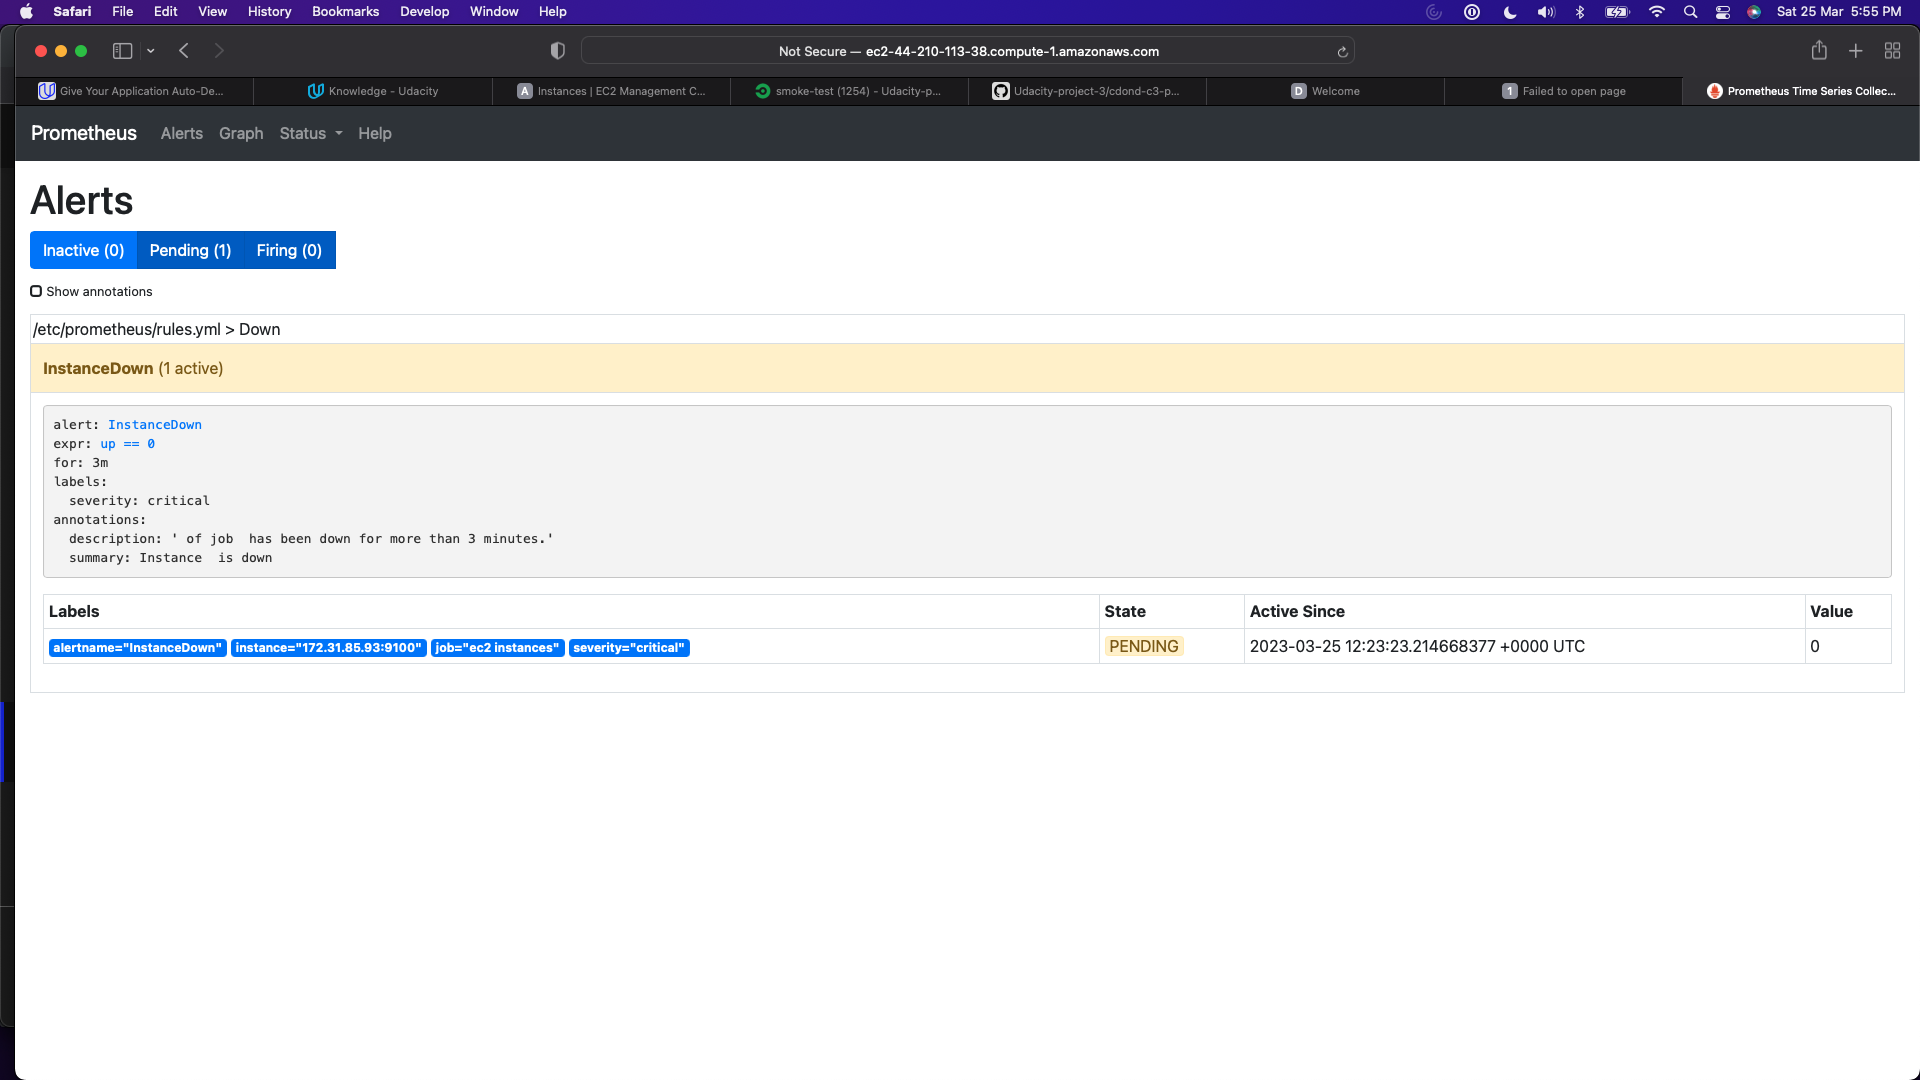 Safari File Edit View History Bookmarks Develop Window Help Sat 25 Mar 5:55 PM
Not Secure — ec2-44-210-113-38.compute-1.amazonaws.com
Give Your Application Auto-De... Knowledge - Udacity A Instances | EC2 Management C... smoke-test (1254) - Udacity-p... Udacity-project-3/cdond-c3-p... D Welcome 1 Failed to open page Prometheus Time Series Collec...
Prometheus Alerts Graph Status Help
Alerts
Inactive (0) Pending (1) Firing (0)
Show annotations
/etc/prometheus/rules.yml > Down
InstanceDown (1 active)
alert: InstanceDown
expr: up == 0
for: 3m
labels:
severity: critical
annotations:
description: ' of job  has been down for more than 3 minutes.'
summary: Instance  is down
Labels State Active Since Value
alertname="InstanceDown" instance="172.31.85.93:9100" job="ec2 instances" severity="critical" PENDING 2023-03-25 12:23:23.214668377 +0000 UTC 0